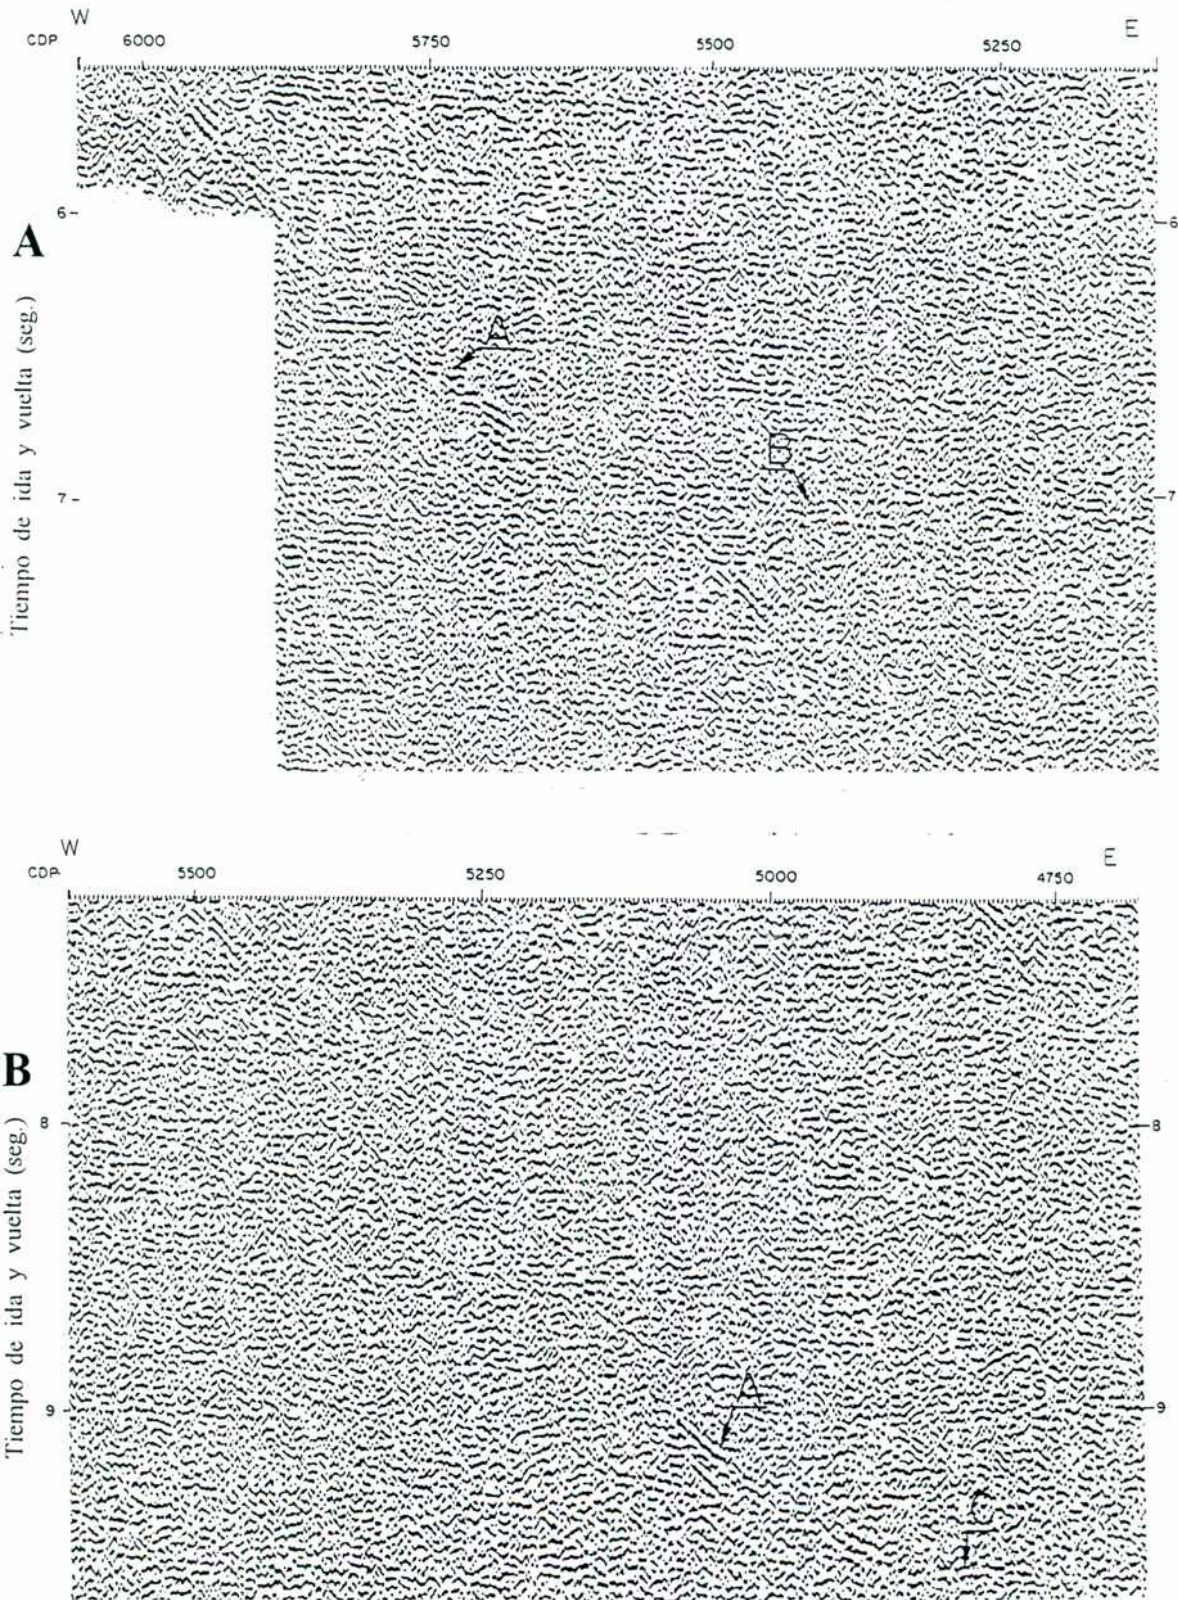 W E
CDP 6000 5750 5500 5250
6- -6
A
A
B
7- -7
Tiempo de ida y vuelta (seg.)
W E
CDP 5500 5250 5000 4750
B
8 -8
9 -9
A
C
Tiempo de ida y vuelta (seg.)